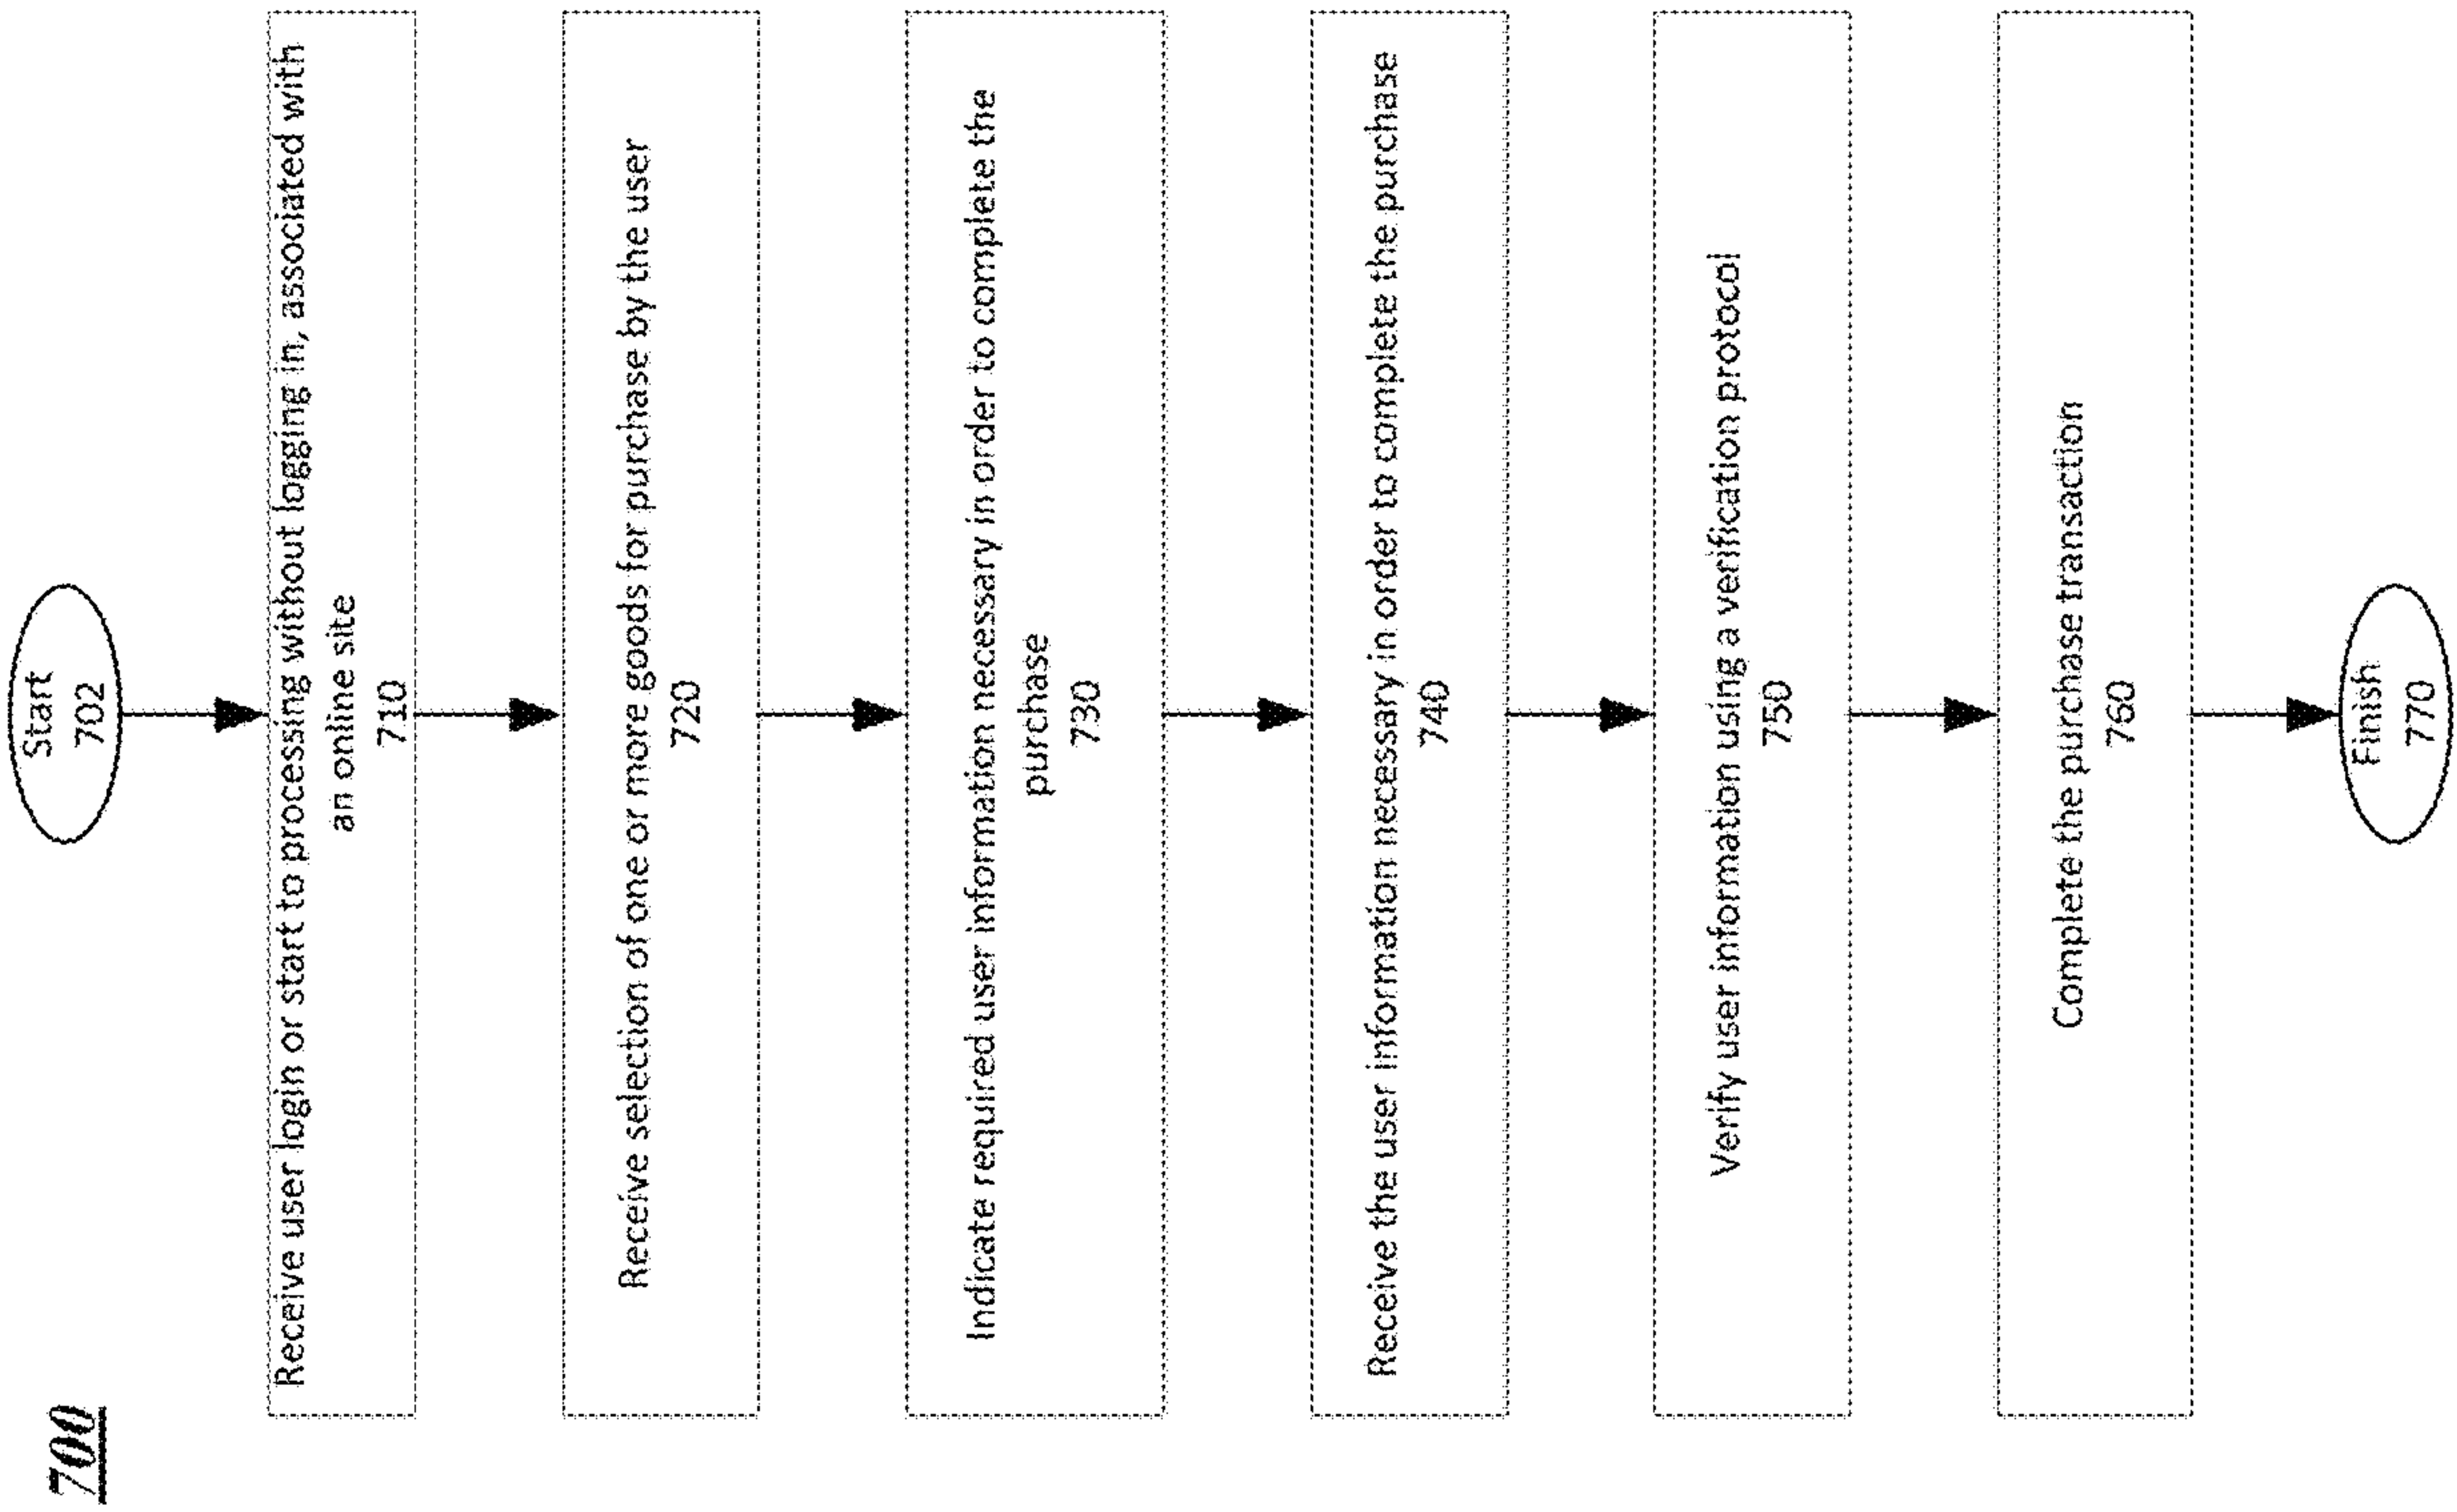 700
Start
702
Receive user login or start to processing without logging in, associated with
an online site
710
Receive selection of one or more goods for purchase by the user
720
Indicate required user information necessary in order to complete the
purchase
730
Receive the user information necessary in order to complete the purchase
740
Verify user information using a verification protocol
750
Complete the purchase transaction
760
Finish
770